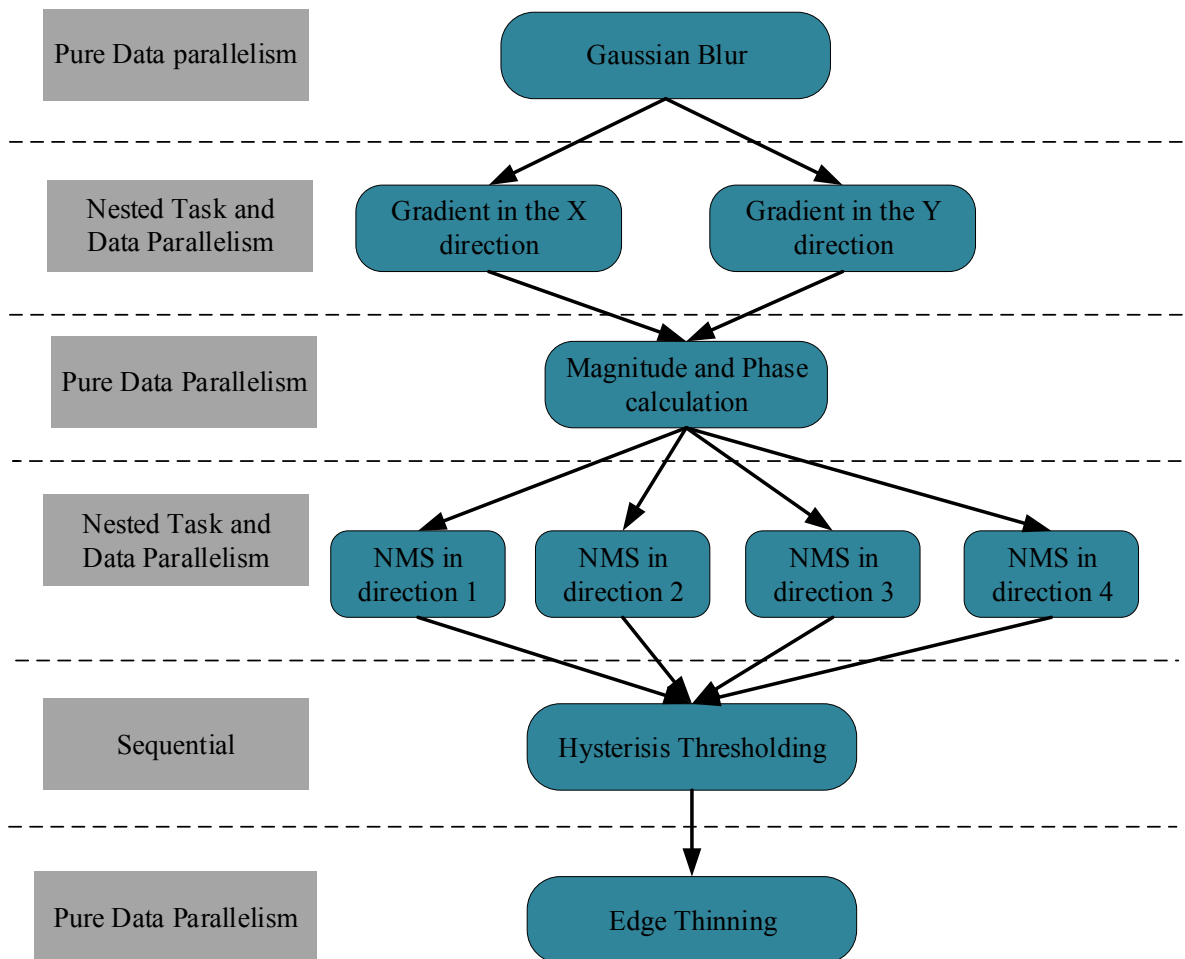 Pure Data parallelism
Gaussian Blur
Nested Task and
Data Parallelism
Gradient in the X
direction
Gradient in the Y
direction
Pure Data Parallelism
Magnitude and Phase
calculation
Nested Task and
Data Parallelism
NMS in
direction 1
NMS in
direction 2
NMS in
direction 3
NMS in
direction 4
Sequential
Hysterisis Thresholding
Pure Data Parallelism
Edge Thinning